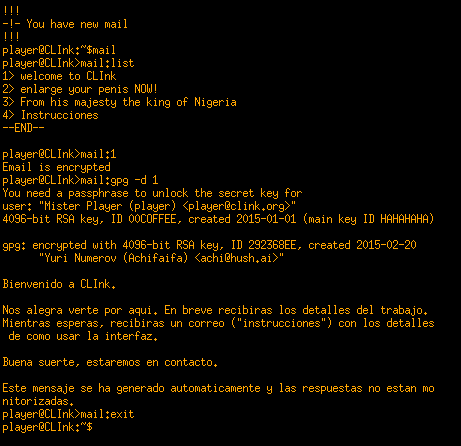 !!!
-!- You have new mail
!!!
player@CLInk:~$mail
player@CLInk>mail:list
1> welcome to CLInk
2> enlarge your penis NOW!
3> From his majesty the king of Nigeria
4> Instrucciones
--END--
player@CLInk>mail:1
Email is encrypted
player@CLInk>mail:gpg -d 1
You need a passphrase to unlock the secret key for
user: "Mister Player (player) <player@clink.org>"
4096-bit RSA key, ID 00COFFEE, created 2015-01-01 (main key ID HAHAHAHA)
gpg: encrypted with 4096-bit RSA key, ID 292368EE, created 2015-02-20
"Yuri Numerov (Achifaifa) <achi@hush.ai>"
Bienvenido a CLInk.
Nos alegra verte por aqui. En breve recibiras los detalles del trabajo.
Mientras esperas, recibiras un correo ("instrucciones") con los detalles
de como usar la interfaz.
Buena suerte, estaremos en contacto.
Este mensaje se ha generado automaticamente y las respuestas no estan mo
nitorizadas.
player@CLInk>mail:exit
player@CLInk:~$